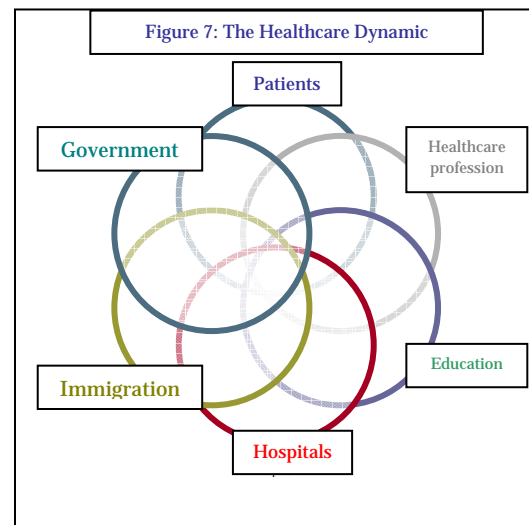 Figure 7: The Healthcare Dynamic
Patients
Government
Healthcare
profession
Education
Immigration
Hospitals